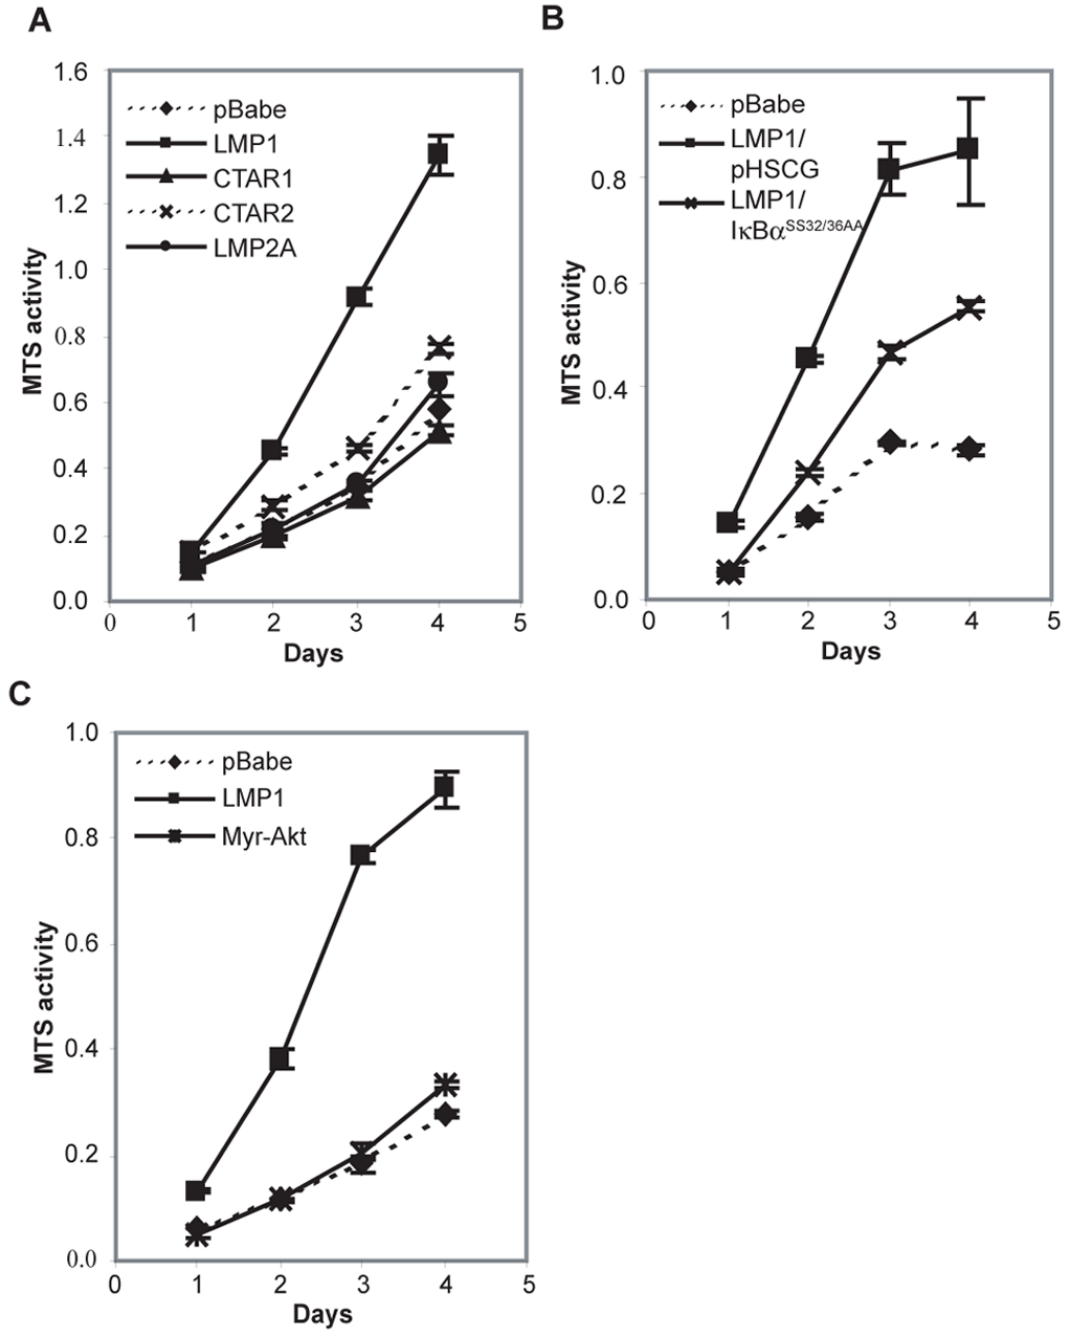 A
1.6
1.4
1.2
1.0
0.8
0.6
0.4
0.2
0.0
MTS activity
pBabe
LMP1
CTAR1
CTAR2
LMP2A
0 1 2 3 4 5
Days
B
1.0
0.8
0.6
0.4
0.2
0.0
MTS activity
pBabe
LMP1/
pHSCG
LMP1/
IκBα^SS32/36AA
0 1 2 3 4 5
Days
C
1.0
0.8
0.6
0.4
0.2
0.0
MTS activity
pBabe
LMP1
Myr-Akt
0 1 2 3 4 5
Days